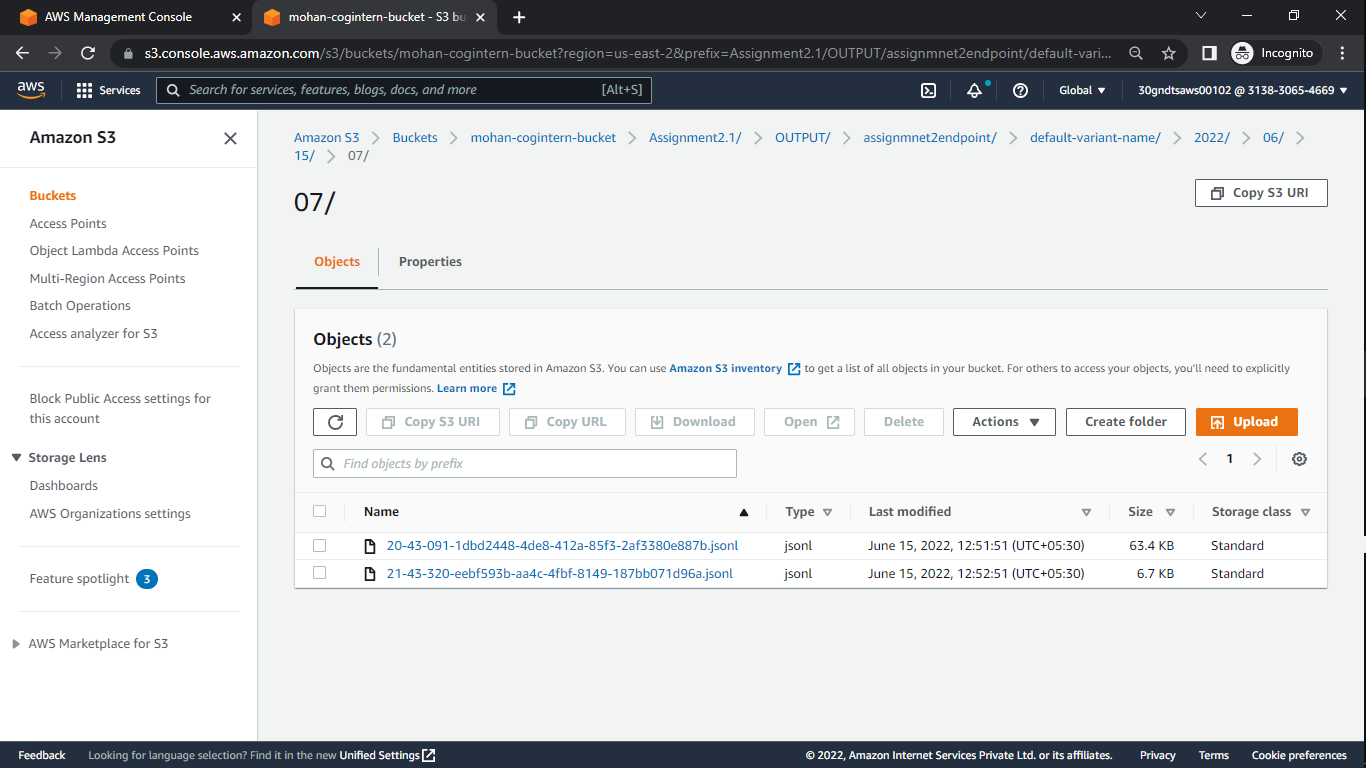 AWS Management Console
mohan-cogintern-bucket - S3 bu
s3.console.aws.amazon.com/s3/buckets/mohan-cogintern-bucket?region=us-east-2&prefix=Assignment2.1/OUTPUT/assignmnet2endpoint/default-vari...
Incognito
aws
Services
Search for services, features, blogs, docs, and more
[Alt+S]
Global
30gndtsaws00102 @ 3138-3065-4669
Amazon S3
Buckets
Access Points
Object Lambda Access Points
Multi-Region Access Points
Batch Operations
Access analyzer for S3
Block Public Access settings for
this account
Storage Lens
Dashboards
AWS Organizations settings
Feature spotlight 3
AWS Marketplace for S3
Amazon S3 Buckets mohan-cogintern-bucket Assignment2.1/ OUTPUT/ assignmnet2endpoint/ default-variant-name/ 2022/ 06/
15/ 07/
07/
Copy S3 URI
Objects
Properties
Objects (2)
Objects are the fundamental entities stored in Amazon S3. You can use Amazon S3 inventory to get a list of all objects in your bucket. For others to access your objects, you'll need to explicitly
grant them permissions. Learn more
Copy S3 URI Copy URL Download Open Delete Actions Create folder Upload
Find objects by prefix
1
Name Type Last modified Size Storage class
20-43-091-1dbd2448-4de8-412a-85f3-2af3380e887b.jsonl jsonl June 15, 2022, 12:51:51 (UTC+05:30) 63.4 KB Standard
21-43-320-eebf593b-aa4c-4fbf-8149-187bb071d96a.jsonl jsonl June 15, 2022, 12:52:51 (UTC+05:30) 6.7 KB Standard
Feedback Looking for language selection? Find it in the new Unified Settings © 2022, Amazon Internet Services Private Ltd. or its affiliates. Privacy Terms Cookie preferences